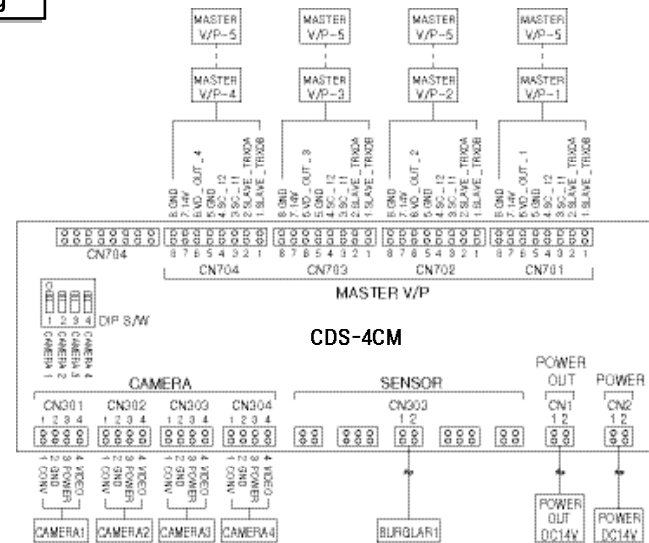 g
MASTER V/P-5
MASTER V/P-5
MASTER V/P-5
MASTER V/P-5
MASTER V/P-4
MASTER V/P-3
MASTER V/P-2
MASTER V/P-1
8.GND
7.14V
6.VD_OUT_4
5.GND
4.SC_12
3.SC_11
2.SLAVE_TRXDA
1.SLAVE_TRXDB
8.GND
7.14V
6.VD_OUT_3
5.GND
4.SC_12
3.SC_11
2.SLAVE_TRXDA
1.SLAVE_TRXDB
8.GND
7.14V
6.VD_OUT_2
5.GND
4.SC_12
3.SC_11
2.SLAVE_TRXDA
1.SLAVE_TRXDB
8.GND
7.14V
6.VD_OUT_1
5.GND
4.SC_12
3.SC_11
2.SLAVE_TRXDA
1.SLAVE_TRXDB
8 7 6 5 4 3 2 1
8 7 6 5 4 3 2 1
8 7 6 5 4 3 2 1
8 7 6 5 4 3 2 1
CN704
CN704
CN703
CN702
CN701
MASTER V/P
1 2 3 4
DIP S/W
CAMERA 1
CAMERA 2
CAMERA 3
CAMERA 4
CDS-4CM
CAMERA
SENSOR
POWER OUT
POWER
CN301
CN302
CN303
CN304
CN303
CN1
CN2
1 2 3 4
1 2 3 4
1 2 3 4
1 2 3 4
1 2
1 2
1 2
1 CONV
2 GND
3 POWER
4 VIDEO
1 CONV
2 GND
3 POWER
4 VIDEO
1 CONV
2 GND
3 POWER
4 VIDEO
1 CONV
2 GND
3 POWER
4 VIDEO
CAMERA1
CAMERA2
CAMERA3
CAMERA4
BURGLAR1
POWER OUT DC14V
POWER DC14V